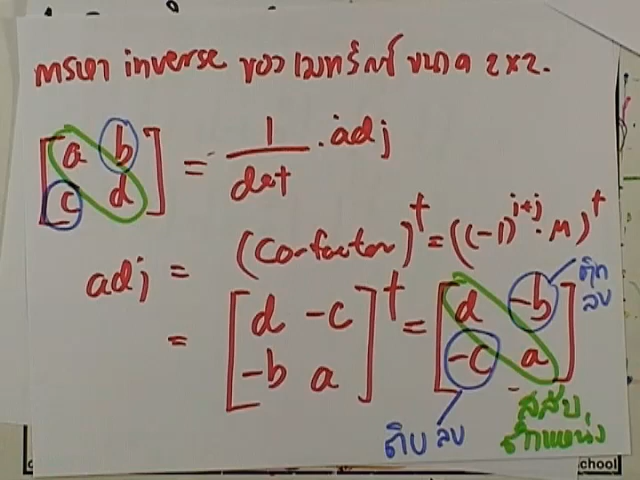 การหา inverse ของ เมทริกซ์ ขนาด 2x2.
[a b
c d] = 1/det . adj
adj = (Co-factor)^t = ((-1)^{i+j} . M)^t
= [d -c
-b a]^t = [d -b
-c a]
ติด
ลบ
ติด ลบ
สลับ
ตำแหน่ง
chool